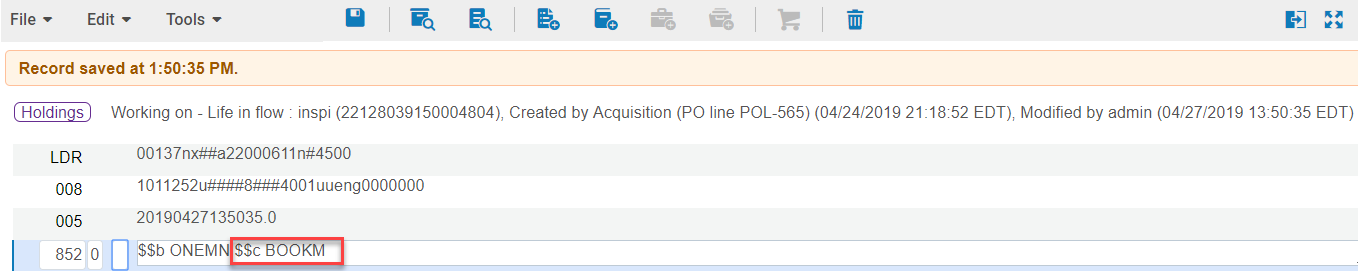 File Edit Tools
Record saved at 1:50:35 PM.
Holdings Working on - Life in flow : inspi (22128039150004804), Created by Acquisition (PO line POL-565) (04/24/2019 21:18:52 EDT), Modified by admin (04/27/2019 13:50:35 EDT)
LDR 00137nx##a22000611n#4500
008 1011252u####8###4001uueng0000000
005 20190427135035.0
852 0 $$b ONEMN $$c BOOKM